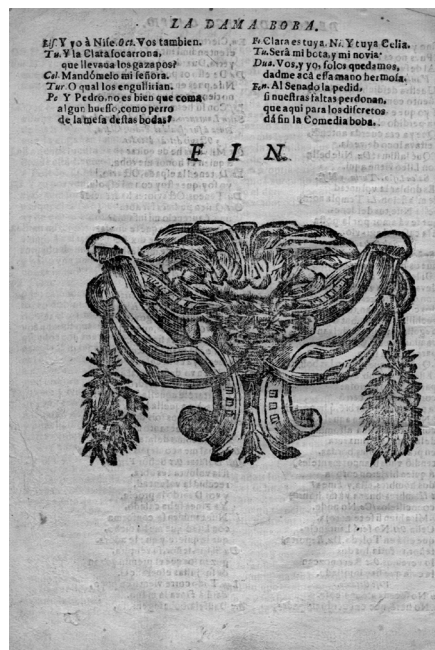 LA DAMA BOBA.
Lis. Y yo à Nise. Oct. Vos tambien.
Tu. Y la Clara socarrona,
que lleuaua los gazapos?
Cel. Mandómelo mi señora.
Tur. O qual los engullirian.
Pe Y Pedro, no es bien que coma
algun huesso, como perro
de la mesa destas bodas?
Fi Clara es tuya. Ni. Y tuya Celia.
Tu. Serà mi bota, y mi novia.
Dua. Vos, y yo, solos quedamos,
dadme acá essa mano hermosa.
Fen. Al Senado la pedid,
si nuestras faltas perdonan,
que aqui para los discretos
dá fin la Comedia boba.
FIN.